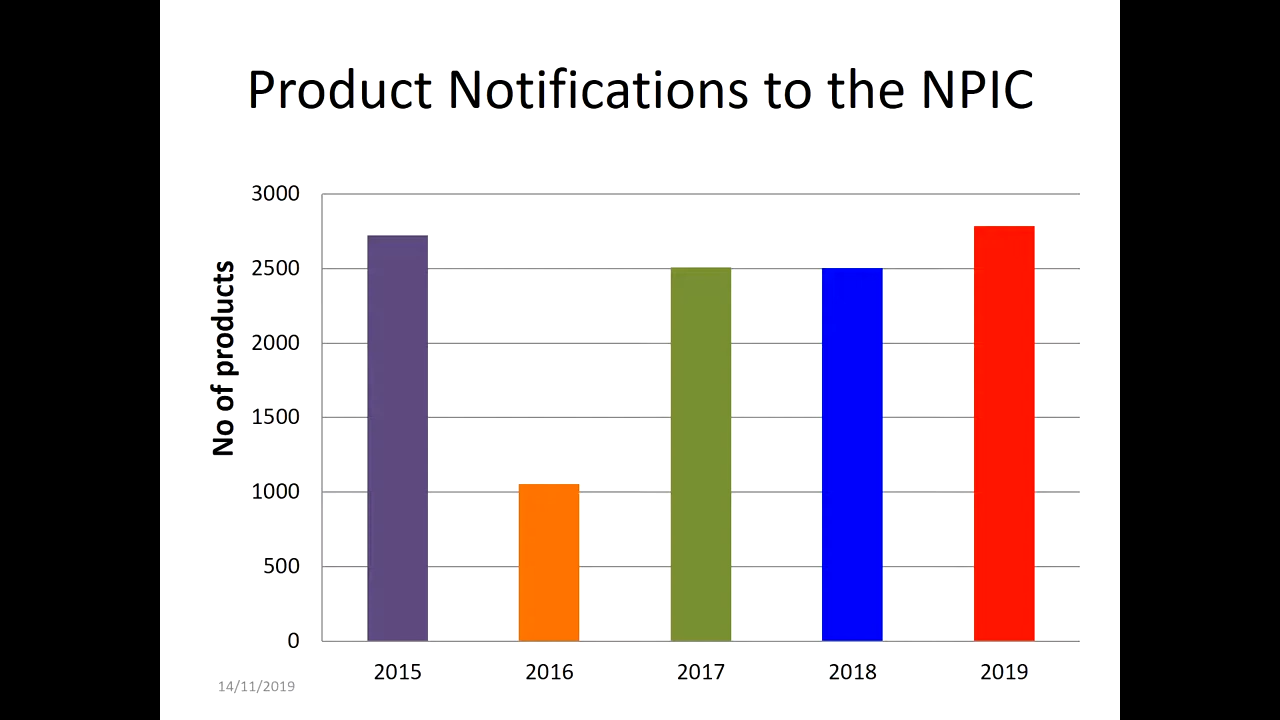 Product Notifications to the NPIC
3000
2500
2000
1500
1000
500
0
No of products
2015 2016 2017 2018 2019
14/11/2019